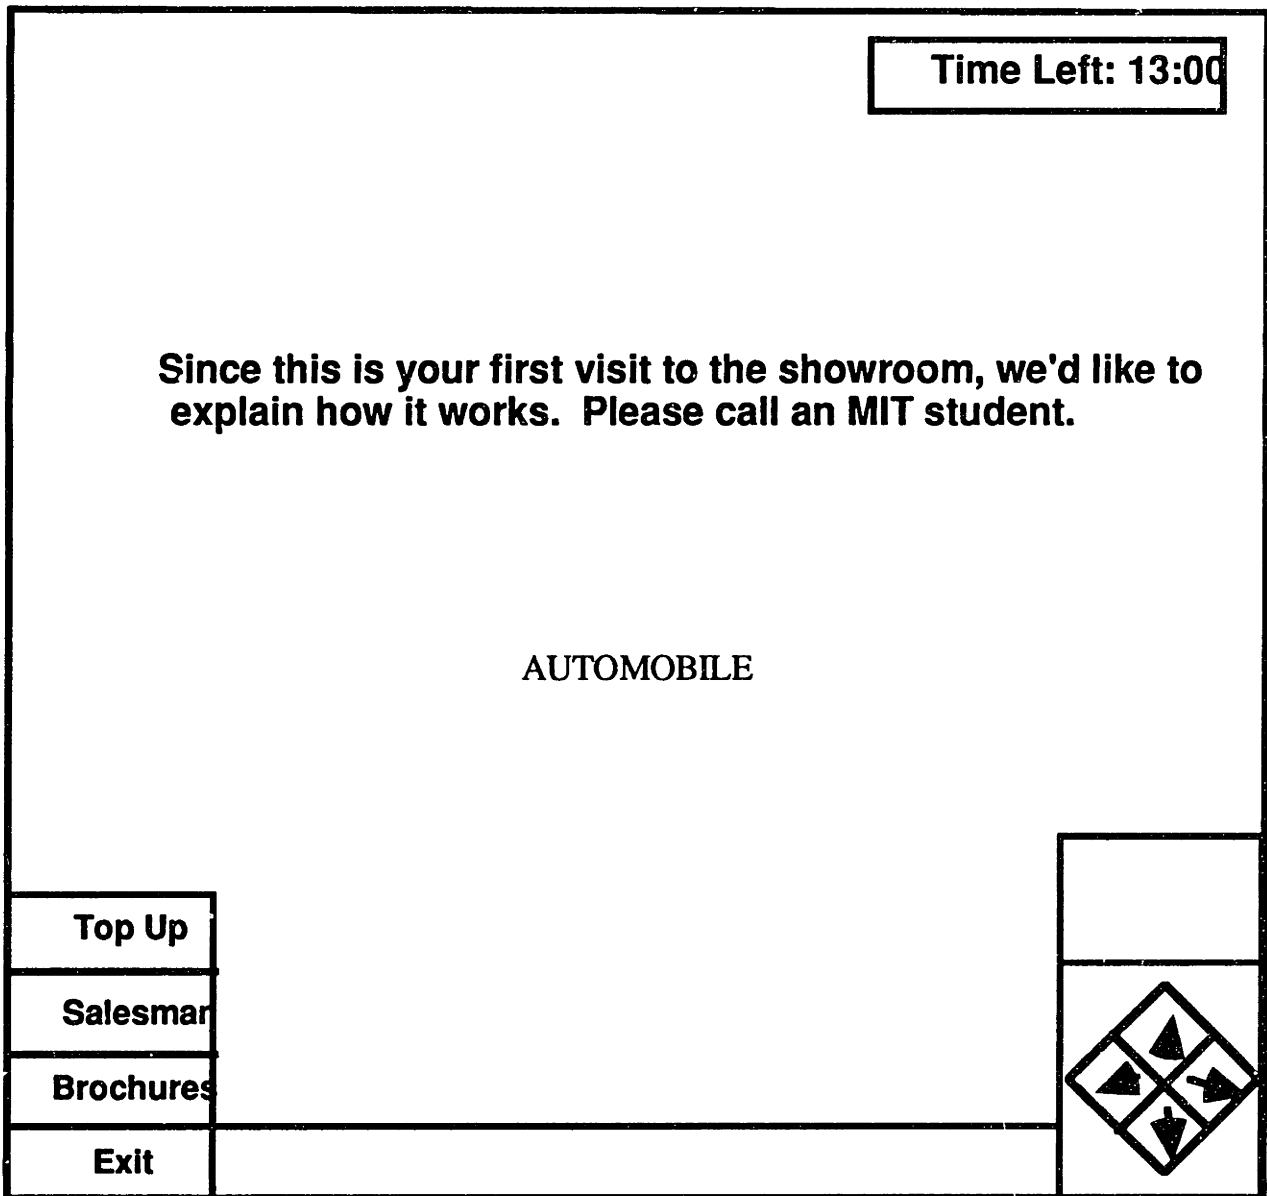 Time Left: 13:00
Since this is your first visit to the showroom, we'd like to
explain how it works. Please call an MIT student.
AUTOMOBILE
Top Up
Salesman
Brochures
Exit